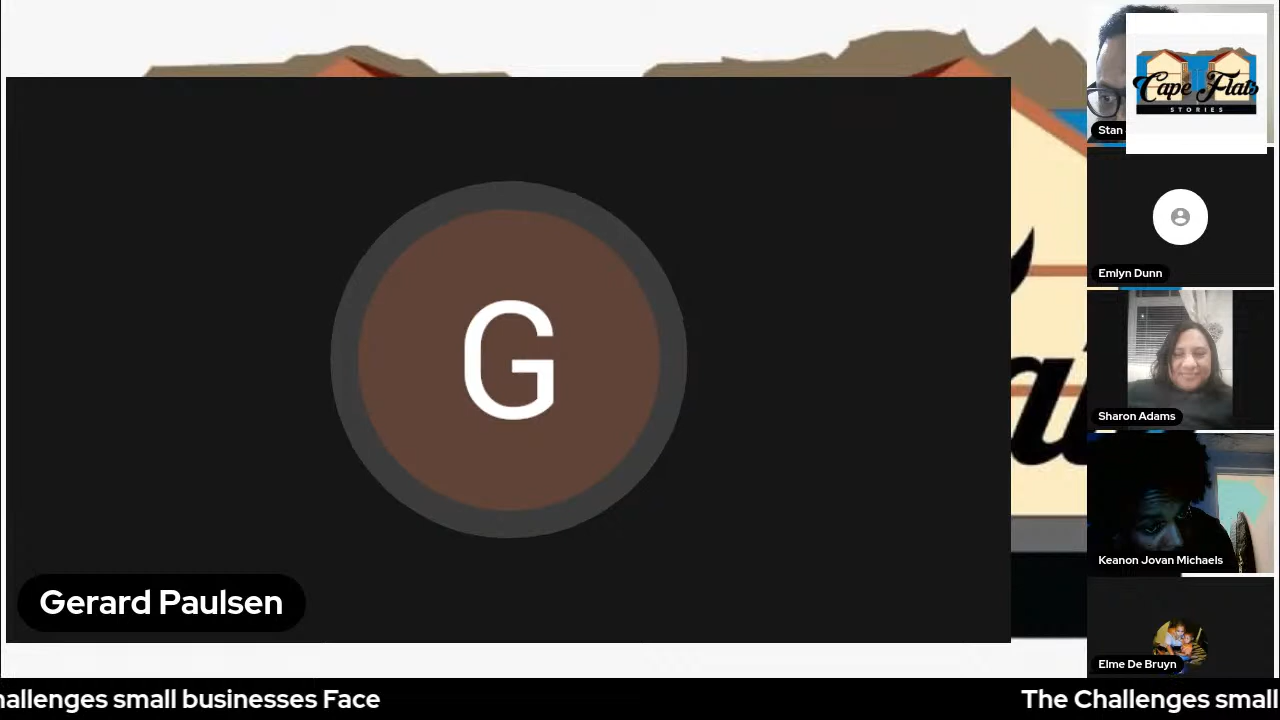 G
Gerard Paulsen
Stan
Cape Flats
STORIES
Emlyn Dunn
Sharon Adams
Keanon Jovan Michaels
Elme De Bruyn
hallenges small businesses Face
The Challenges small